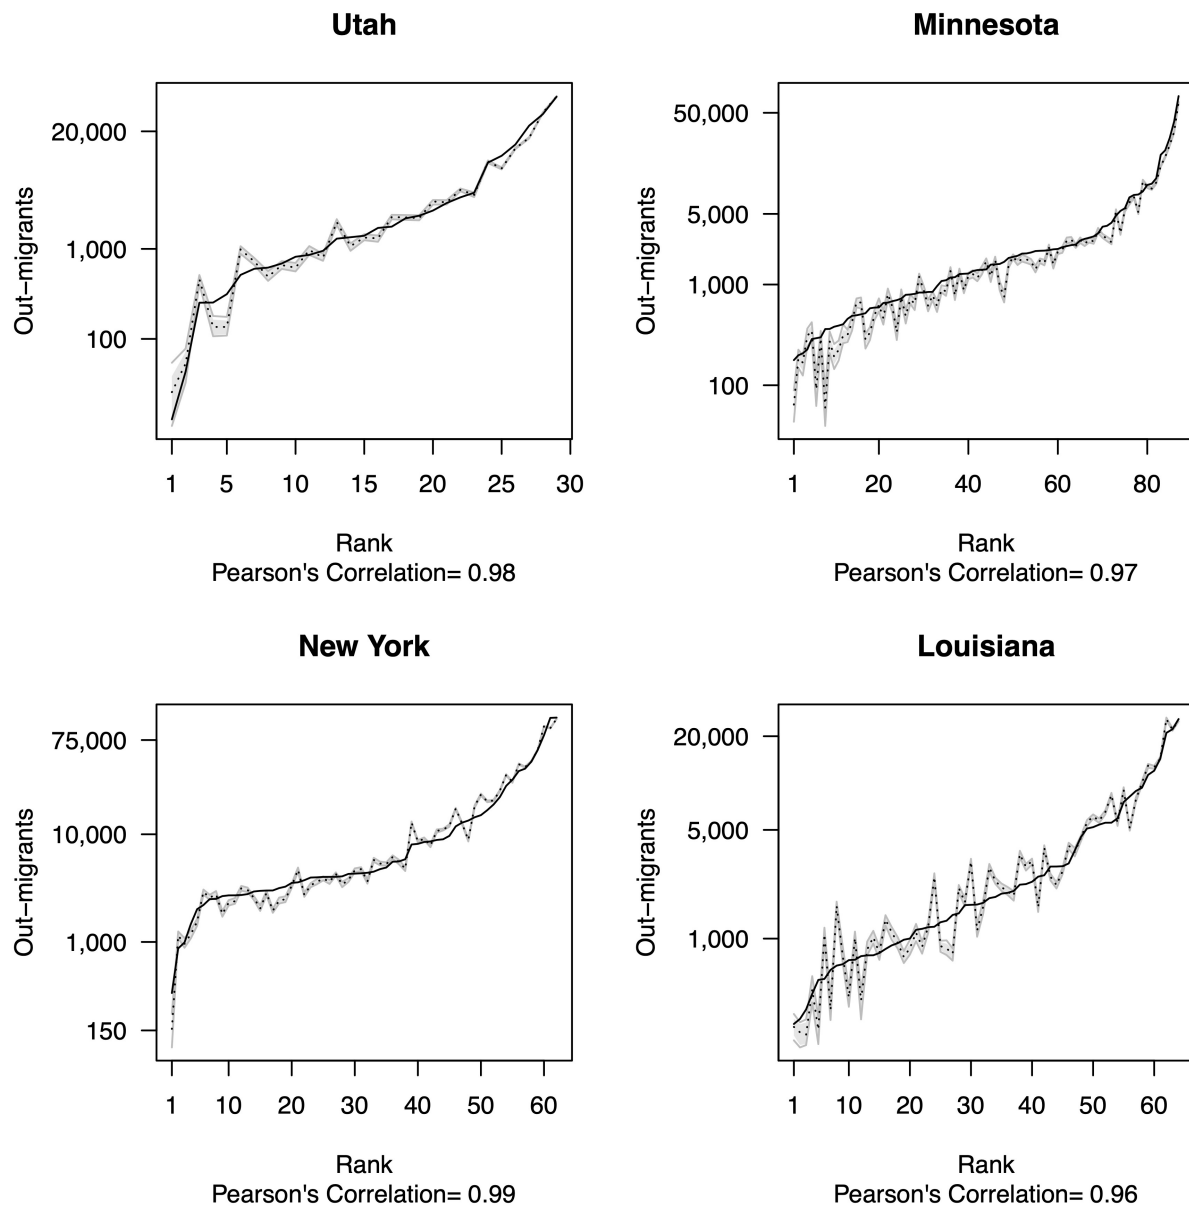 Utah
Out−migrants
20,000
1,000
100
1 5 10 15 20 25 30
Rank
Pearson's Correlation= 0.98
Minnesota
Out−migrants
50,000
5,000
1,000
100
1 20 40 60 80
Rank
Pearson's Correlation= 0.97
New York
Out−migrants
75,000
10,000
1,000
150
1 10 20 30 40 50 60
Rank
Pearson's Correlation= 0.99
Louisiana
Out−migrants
20,000
5,000
1,000
1 10 20 30 40 50 60
Rank
Pearson's Correlation= 0.96